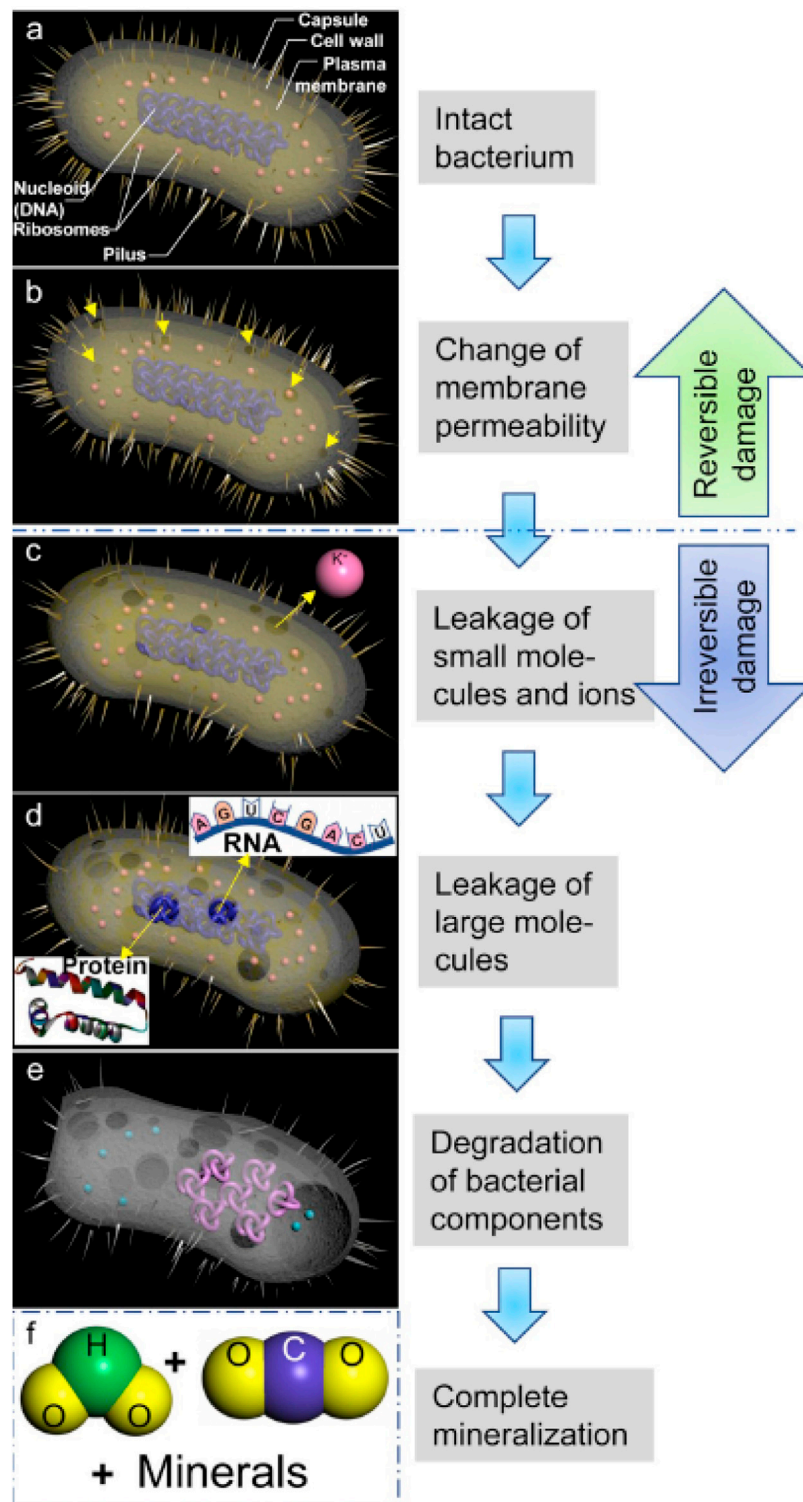 a
Capsule
Cell wall
Plasma
membrane
Nucleoid
(DNA)
Ribosomes
Pilus
Intact
bacterium
b
Change of
membrane
permeability
Reversible
damage
c
K+
Leakage of
small mole-
cules and ions
Irreversible
damage
d
A G U C G A C U
RNA
Protein
Leakage of
large mole-
cules
e
Degradation
of bacterial
components
f
H
O O
+
O C O
+ Minerals
Complete
mineralization